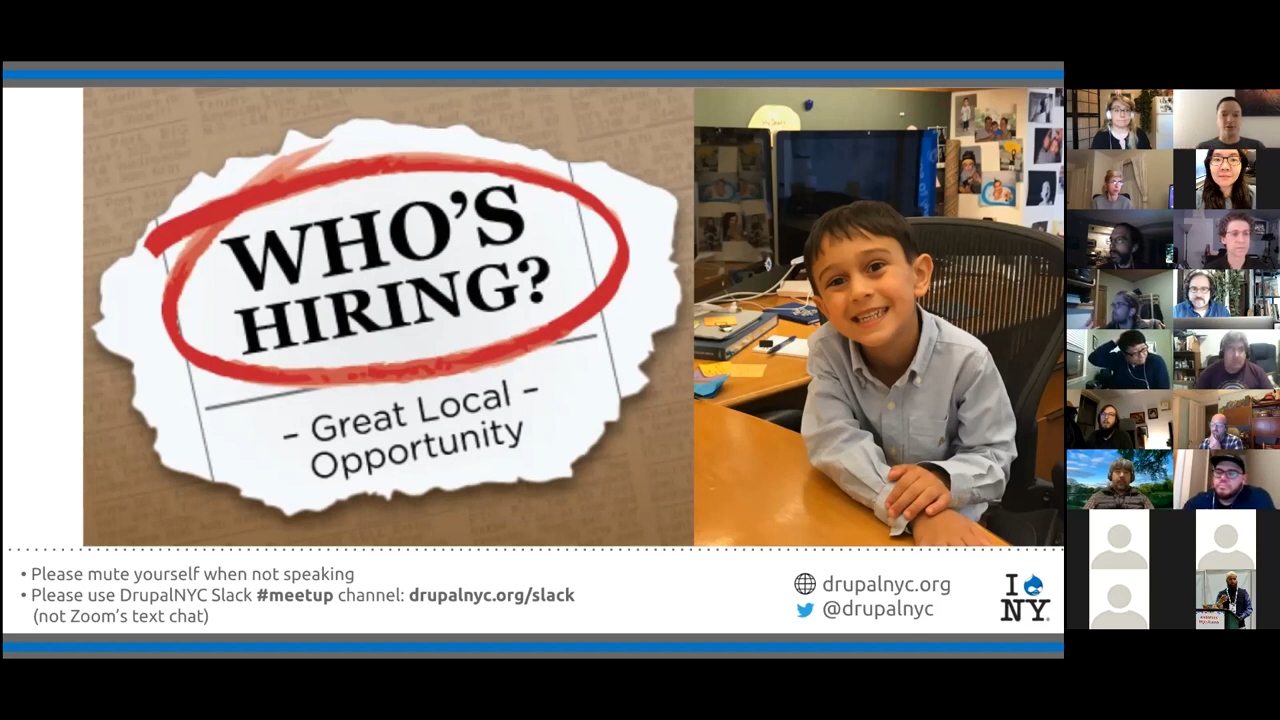 WHO'S
HIRING?
- Great Local -
Opportunity
• Please mute yourself when not speaking
• Please use DrupalNYC Slack #meetup channel: drupalnyc.org/slack
(not Zoom's text chat)
drupalnyc.org
@drupalnyc
I
NY.